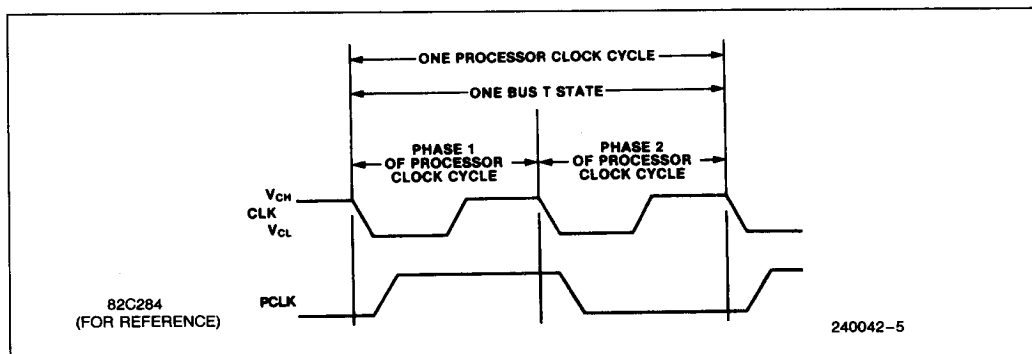 ONE PROCESSOR CLOCK CYCLE
ONE BUS T STATE
PHASE 1
OF PROCESSOR
CLOCK CYCLE
PHASE 2
OF PROCESSOR
CLOCK CYCLE
VCH
CLK
VCL
PCLK
82C284
(FOR REFERENCE)
240042-5